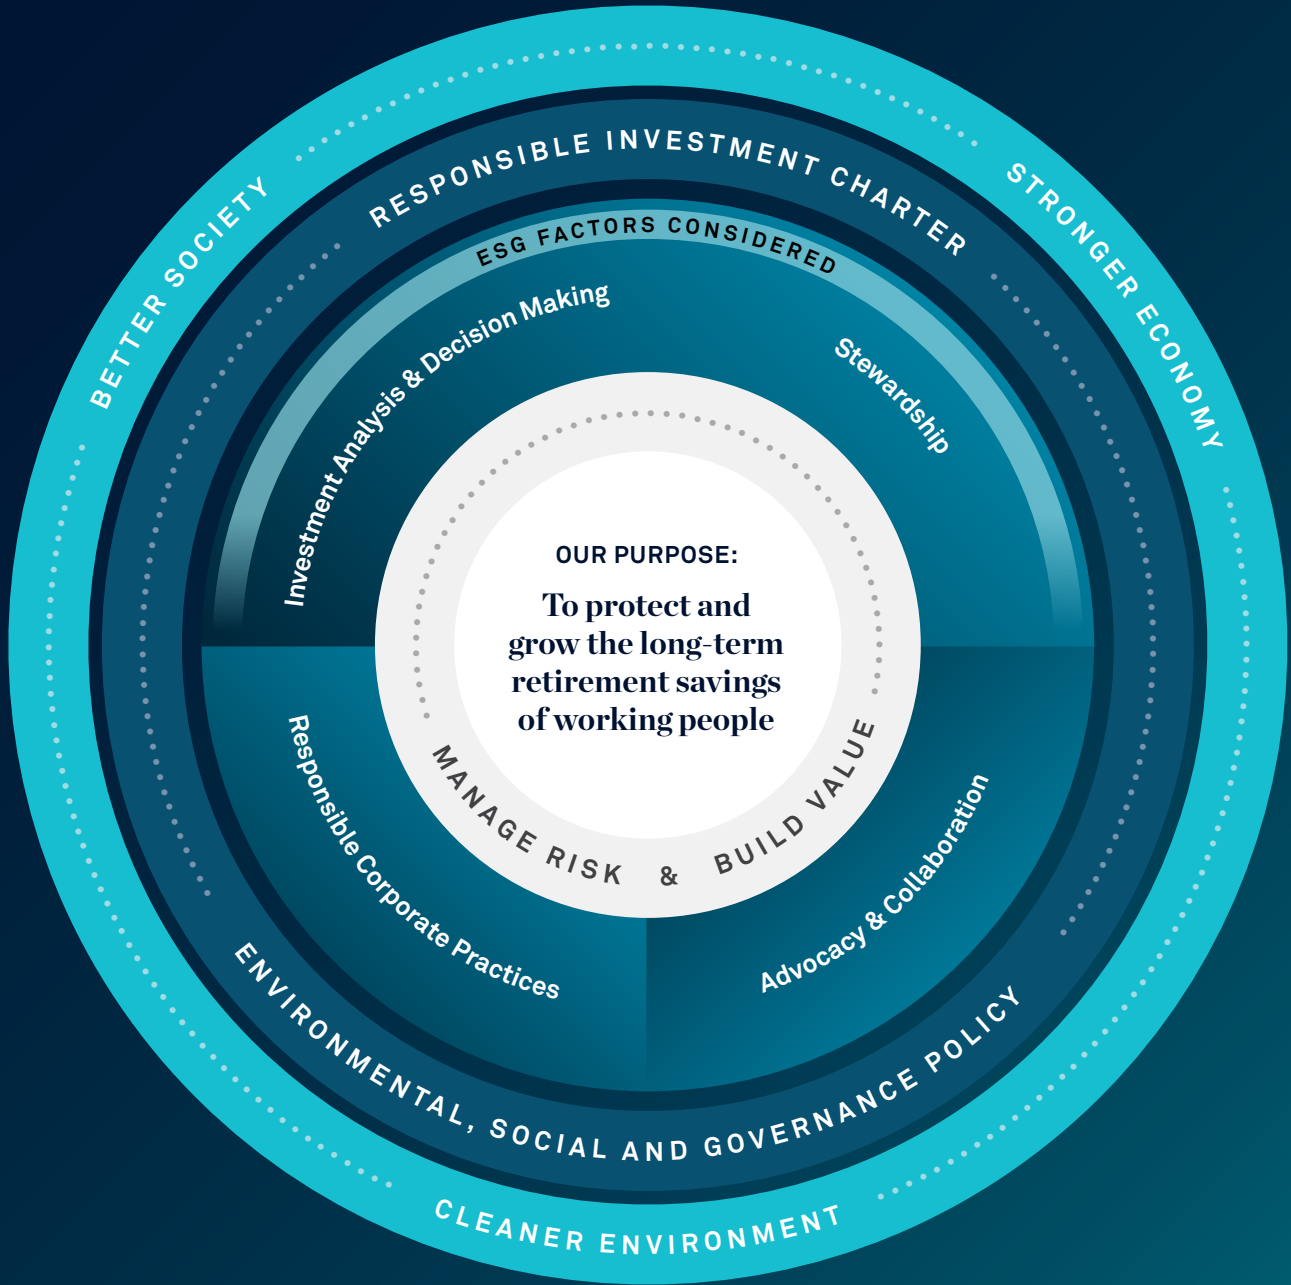 BETTER SOCIETY
STRONGER ECONOMY
CLEANER ENVIRONMENT
RESPONSIBLE INVESTMENT CHARTER
ENVIRONMENTAL, SOCIAL AND GOVERNANCE POLICY
ESG FACTORS CONSIDERED
Investment Analysis & Decision Making
Stewardship
Responsible Corporate Practices
Advocacy & Collaboration
OUR PURPOSE:
To protect and
grow the long-term
retirement savings
of working people
MANAGE RISK & BUILD VALUE